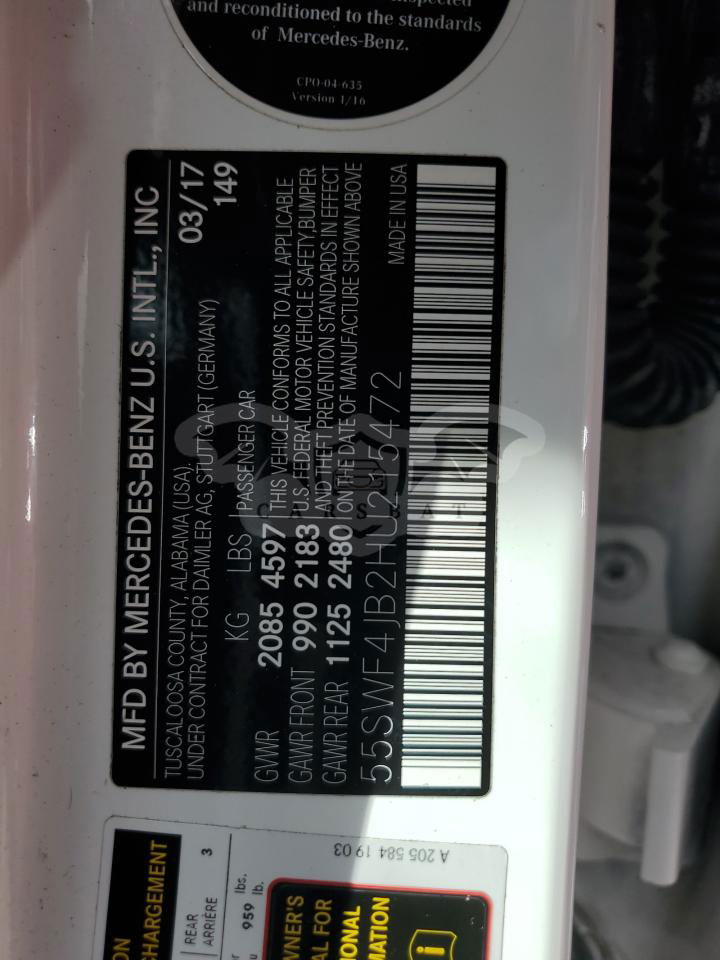 inspected
and reconditioned to the standards
of Mercedes-Benz.
CPO-04-635
Version 1/16
MFD BY MERCEDES-BENZ U.S. INTL., INC
TUSCALOOSA COUNTY, ALABAMA (USA),
UNDER CONTRACT FOR DAIMLER AG, STUTTGART (GERMANY)
03/17
149
KG LBS PASSENGER CAR
GVWR 2085 4597 THIS VEHICLE CONFORMS TO ALL APPLICABLE
GAWR FRONT 990 2183 U.S. FEDERAL MOTOR VEHICLE SAFETY,BUMPER
GAWR REAR 1125 2480 AND THEFT PREVENTION STANDARDS IN EFFECT
ON THE DATE OF MANUFACTURE SHOWN ABOVE
55SWF4JB2HU215472 MADE IN USA
CARSBAT
A 205 584 19 03
CHARGEMENT
REAR 3
ARRIÈRE
lbs.
959 lb.